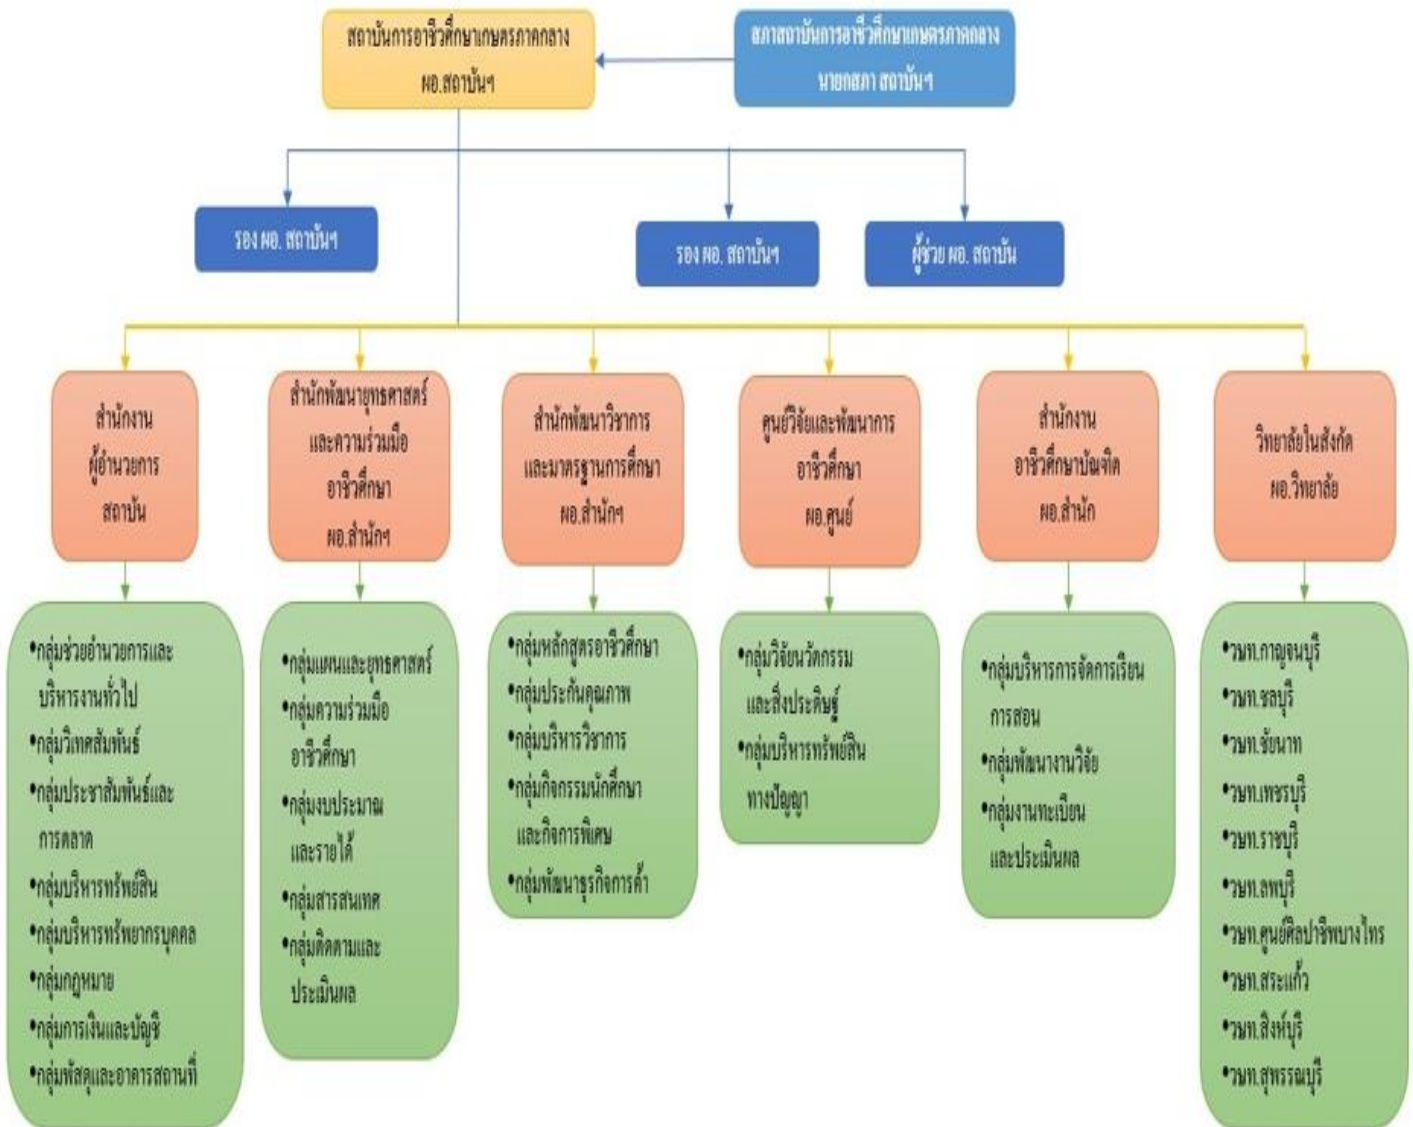 สถาบันการอาชีวศึกษาเกษตรภาคกลาง
ผอ.สถาบันฯ
สภาสถาบันการอาชีวศึกษาเกษตรภาคกลาง
นายกสภา สถาบันฯ
รอง ผอ. สถาบันฯ
รอง ผอ. สถาบันฯ
ผู้ช่วย ผอ. สถาบัน
สำนักงาน
ผู้อำนวยการ
สถาบัน
สำนักพัฒนายุทธศาสตร์
และความร่วมมือ
อาชีวศึกษา
ผอ.สำนักฯ
สำนักพัฒนาวิชาการ
และมาตรฐานการศึกษา
ผอ.สำนักฯ
ศูนย์วิจัยและพัฒนาการ
อาชีวศึกษา
ผอ.ศูนย์
สำนักงาน
อาชีวศึกษาบัณฑิต
ผอ.สำนัก
วิทยาลัยในสังกัด
ผอ.วิทยาลัย
•กลุ่มช่วยอำนวยการและ
บริหารงานทั่วไป
•กลุ่มวิเทศสัมพันธ์
•กลุ่มประชาสัมพันธ์และ
การตลาด
•กลุ่มบริหารทรัพย์สิน
•กลุ่มบริหารทรัพยากรบุคคล
•กลุ่มกฎหมาย
•กลุ่มการเงินและบัญชี
•กลุ่มพัสดุและอาคารสถานที่
•กลุ่มแผนและยุทธศาสตร์
•กลุ่มความร่วมมือ
อาชีวศึกษา
•กลุ่มงบประมาณ
และรายได้
•กลุ่มสารสนเทศ
•กลุ่มติดตามและ
ประเมินผล
•กลุ่มหลักสูตรอาชีวศึกษา
•กลุ่มประกันคุณภาพ
•กลุ่มบริหารวิชาการ
•กลุ่มกิจกรรมนักศึกษา
และกิจการพิเศษ
•กลุ่มพัฒนาธุรกิจการค้า
•กลุ่มวิจัยนวัตกรรม
และสิ่งประดิษฐ์
•กลุ่มบริหารทรัพย์สิน
ทางปัญญา
•กลุ่มบริหารการจัดการเรียน
การสอน
•กลุ่มพัฒนางานวิจัย
•กลุ่มงานทะเบียน
และประเมินผล
•วษท.กาญจนบุรี
•วษท.ชลบุรี
•วษท.ชัยนาท
•วษท.เพชรบุรี
•วษท.ราชบุรี
•วษท.ลพบุรี
•วษท.ศูนย์ศิลปาชีพบางไทร
•วษท.สระแก้ว
•วษท.สิงห์บุรี
•วษท.สุพรรณบุรี